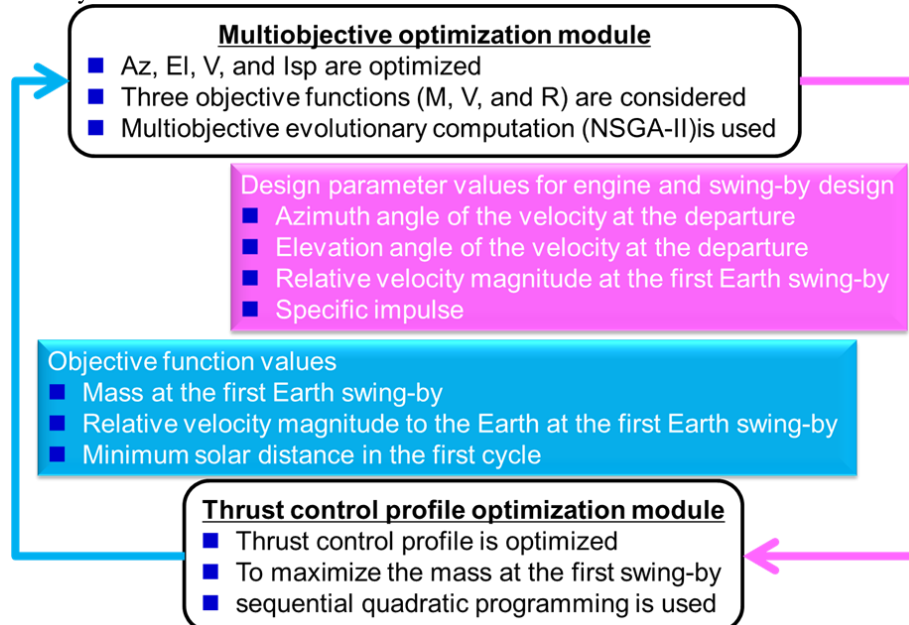 Multiobjective optimization module
Az, El, V, and Isp are optimized
Three objective functions (M, V, and R) are considered
Multiobjective evolutionary computation (NSGA-II)is used
Design parameter values for engine and swing-by design
Azimuth angle of the velocity at the departure
Elevation angle of the velocity at the departure
Relative velocity magnitude at the first Earth swing-by
Specific impulse
Objective function values
Mass at the first Earth swing-by
Relative velocity magnitude to the Earth at the first Earth swing-by
Minimum solar distance in the first cycle
Thrust control profile optimization module
Thrust control profile is optimized
To maximize the mass at the first swing-by
sequential quadratic programming is used